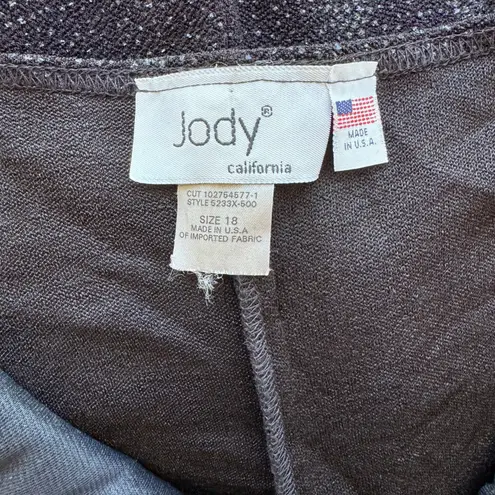 Jody®
california
MADE
IN U.S.A.
CUT 102764577-1
STYLE 5233X-500
SIZE 18
MADE IN U.S.A
OF IMPORTED FABRIC